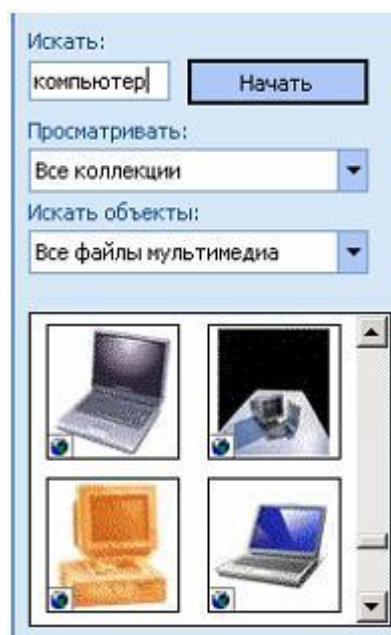 Искать:
компьютер
Начать
Просматривать:
Все коллекции
Искать объекты:
Все файлы мультимедиа